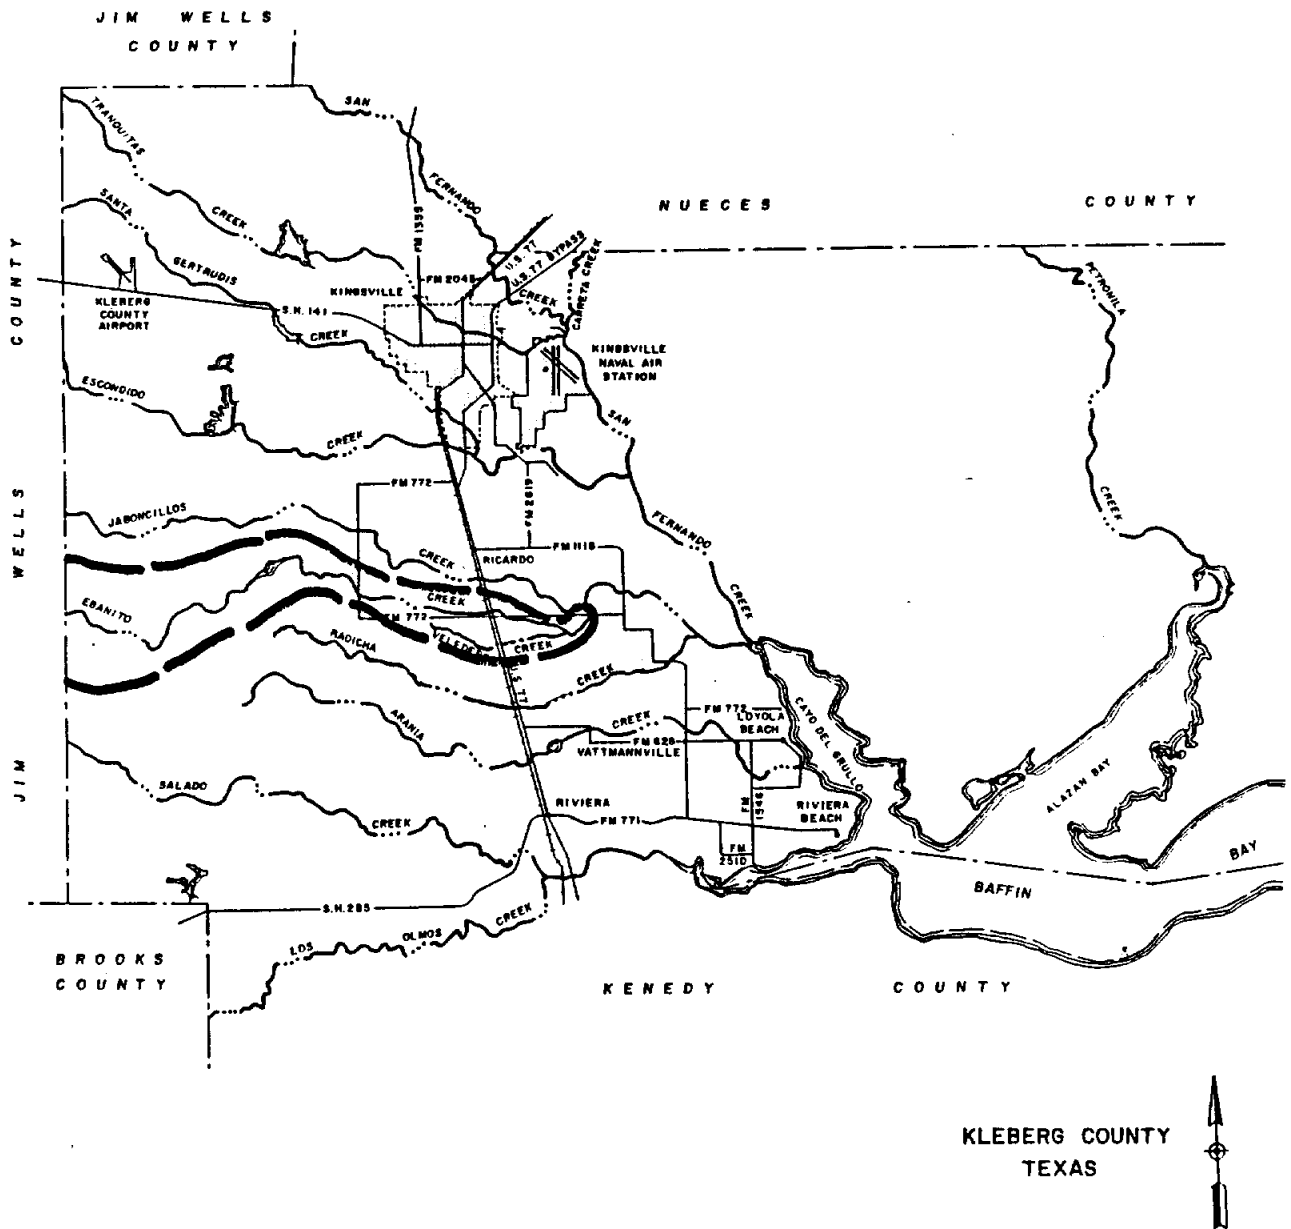 JIM WELLS
COUNTY
SAN
TRANQUITAS
FERNANDO
SANTA
CREEK
NUECES COUNTY
FM 1355
U.S. 77
U.S. 77 BYPASS
GERTRUDIS
CARRETA CREEK
PETRONILA
FM 2045
KINGSVILLE
CREEK
KLEBERG
COUNTY
AIRPORT
S.H. 141
CREEK
KINGSVILLE
NAVAL AIR
STATION
ESCONDIDO
SAN
CREEK
FM 772
FM 2619
CREEK
JABONCILLOS
FERNANDO
CREEK
RICARDO
FM 1118
EBANITO
CREEK
FM 772
CREEK
RADICHA
CREEK
CREEK
U.S. 77
ARANIA
CREEK
FM 772
LOYOLA
BEACH
CAYO DEL GRULLO
FM 628
VATTMANNVILLE
SALADO
CREEK
RIVIERA
FM 771
FM
1546
RIVIERA
BEACH
ALAZAN BAY
FM
2510
BAFFIN BAY
S.H. 285
LOS OLMOS CREEK
JIM WELLS COUNTY
BROOKS
COUNTY
KENEDY COUNTY
KLEBERG COUNTY
TEXAS